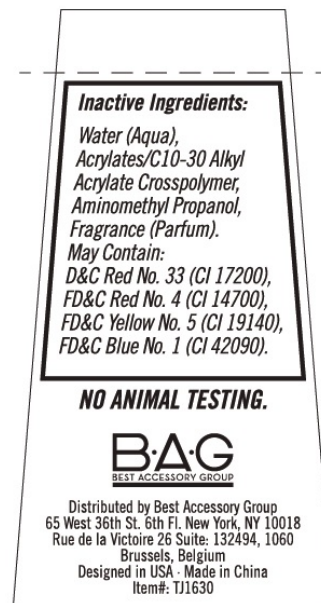 Inactive Ingredients:
Water (Aqua),
Acrylates/C10-30 Alkyl
Acrylate Crosspolymer,
Aminomethyl Propanol,
Fragrance (Parfum).
May Contain:
D&C Red No. 33 (CI 17200),
FD&C Red No. 4 (CI 14700),
FD&C Yellow No. 5 (CI 19140),
FD&C Blue No. 1 (CI 42090).
NO ANIMAL TESTING.
B·A·G
BEST ACCESSORY GROUP
Distributed by Best Accessory Group
65 West 36th St. 6th Fl. New York, NY 10018
Rue de la Victoire 26 Suite: 132494, 1060
Brussels, Belgium
Designed in USA · Made in China
Item#: TJ1630